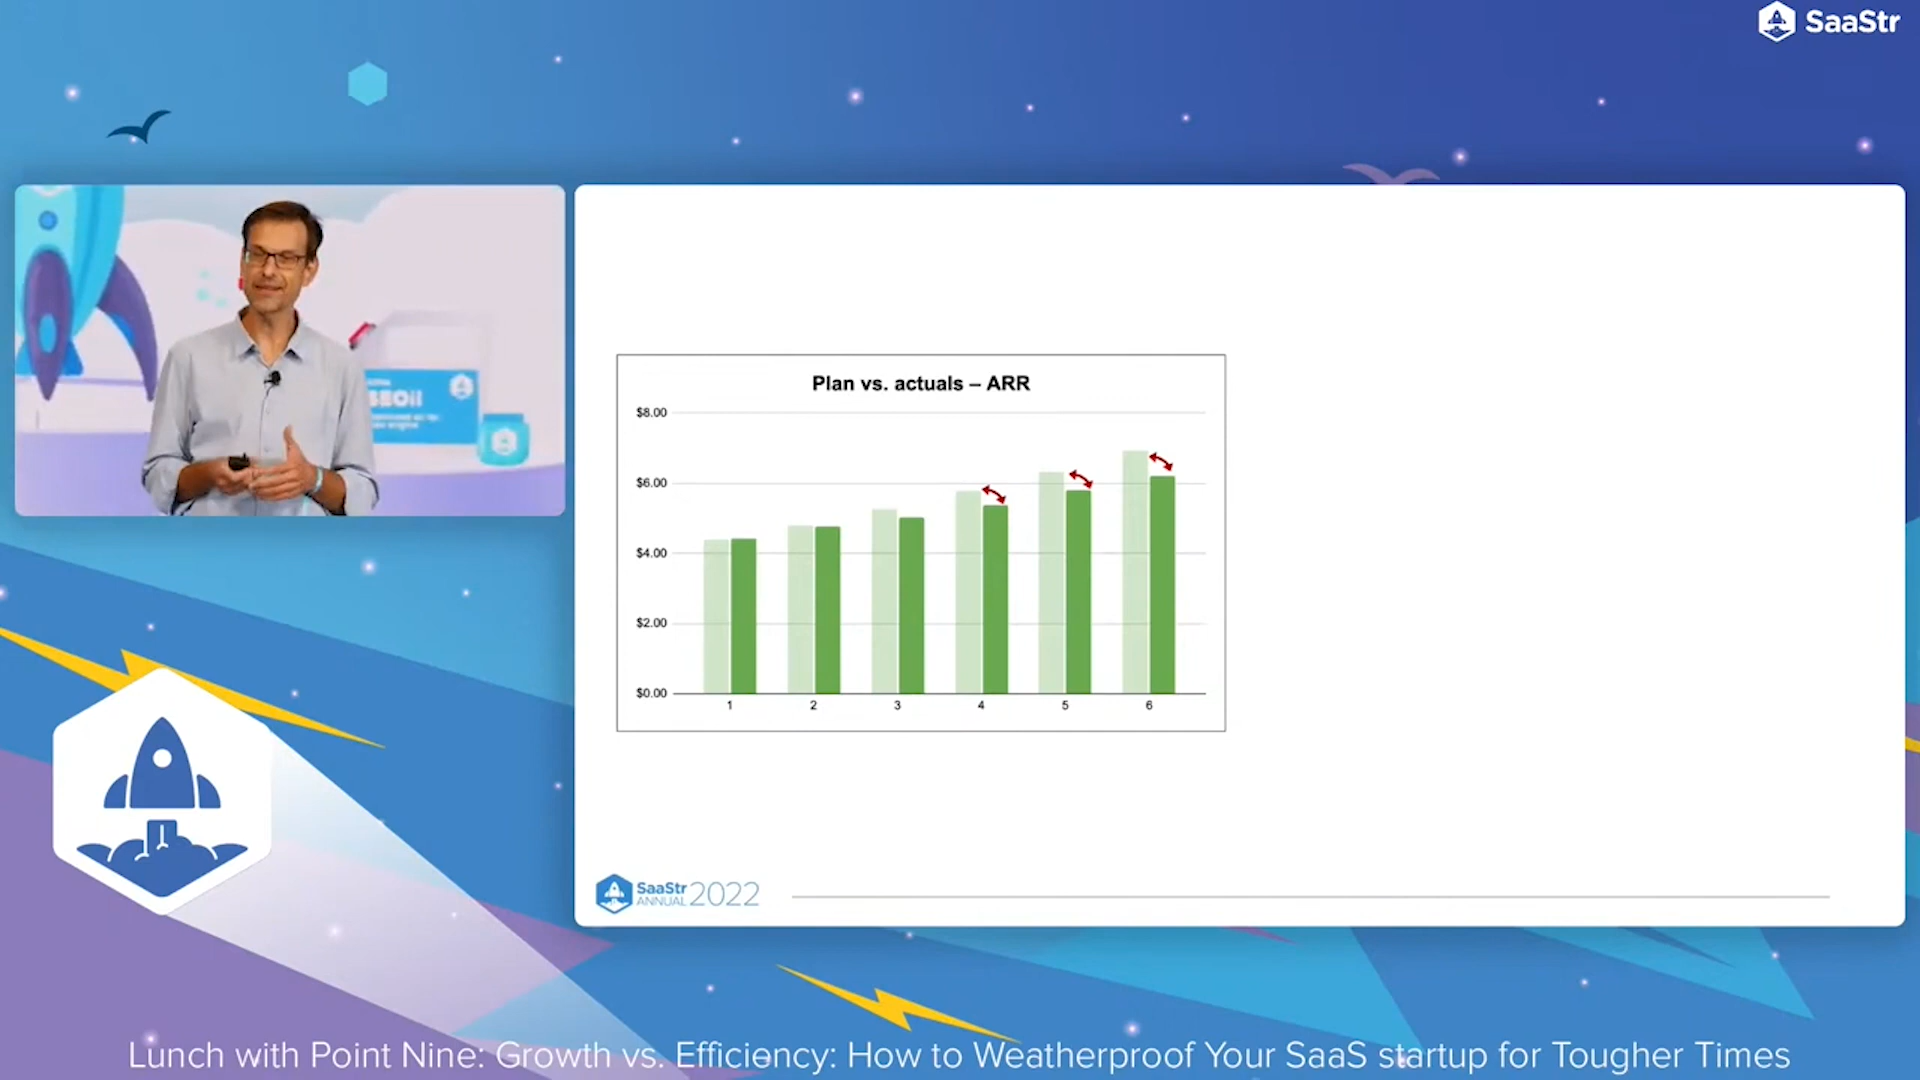 SaaStr
SEOil
Plan vs. actuals – ARR
$8.00
$6.00
$4.00
$2.00
$0.00
1 2 3 4 5 6
SaaStr
ANNUAL 2022
Lunch with Point Nine: Growth vs. Efficiency: How to Weatherproof Your SaaS startup for Tougher Times